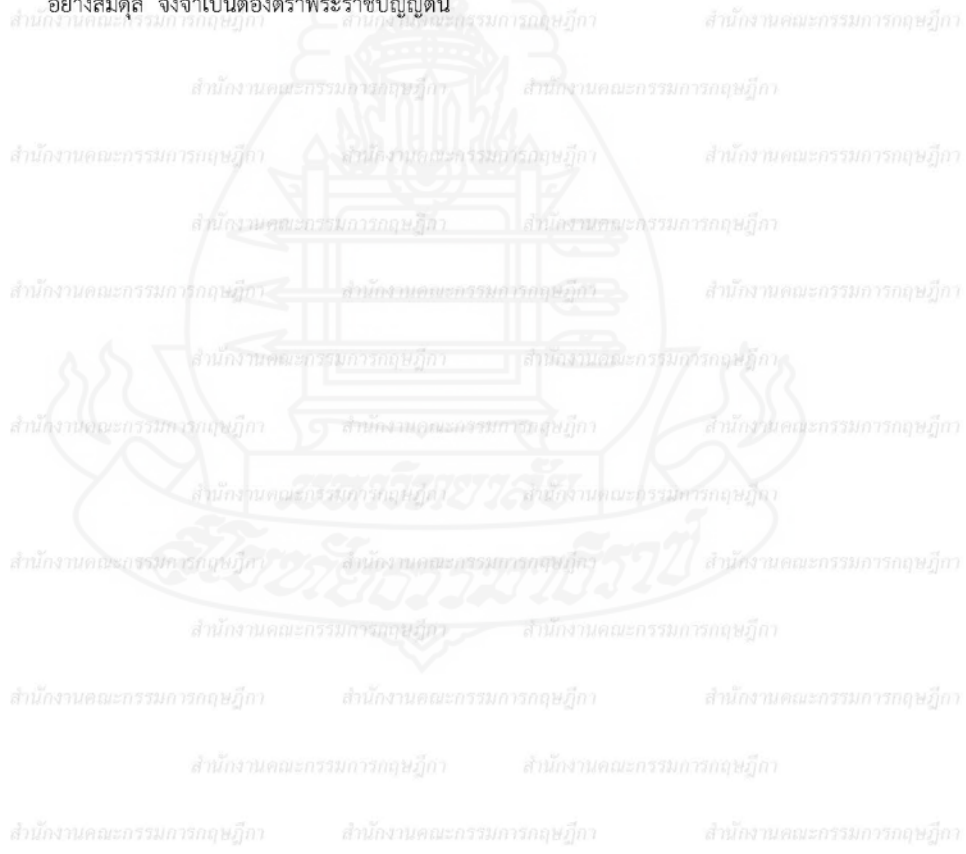 อย่างสมดุล จึงจำเป็นต้องตราพระราชบัญญัตินี้
สำนักงานคณะกรรมการกฤษฎีกา สำนักงานคณะกรรมการกฤษฎีกา สำนักงานคณะกรรมการกฤษฎีกา
สำนักงานคณะกรรมการกฤษฎีกา สำนักงานคณะกรรมการกฤษฎีกา
สำนักงานคณะกรรมการกฤษฎีกา สำนักงานคณะกรรมการกฤษฎีกา สำนักงานคณะกรรมการกฤษฎีกา
สำนักงานคณะกรรมการกฤษฎีกา สำนักงานคณะกรรมการกฤษฎีกา
สำนักงานคณะกรรมการกฤษฎีกา สำนักงานคณะกรรมการกฤษฎีกา สำนักงานคณะกรรมการกฤษฎีกา
สำนักงานคณะกรรมการกฤษฎีกา สำนักงานคณะกรรมการกฤษฎีกา
สำนักงานคณะกรรมการกฤษฎีกา สำนักงานคณะกรรมการกฤษฎีกา สำนักงานคณะกรรมการกฤษฎีกา
มหาวิทยาลัย
สำนักงานคณะกรรมการกฤษฎีกา สำนักงานคณะกรรมการกฤษฎีกา
สุโขทัยธรรมาธิราช
สำนักงานคณะกรรมการกฤษฎีกา สำนักงานคณะกรรมการกฤษฎีกา สำนักงานคณะกรรมการกฤษฎีกา
สำนักงานคณะกรรมการกฤษฎีกา สำนักงานคณะกรรมการกฤษฎีกา
สำนักงานคณะกรรมการกฤษฎีกา สำนักงานคณะกรรมการกฤษฎีกา สำนักงานคณะกรรมการกฤษฎีกา
สำนักงานคณะกรรมการกฤษฎีกา สำนักงานคณะกรรมการกฤษฎีกา
สำนักงานคณะกรรมการกฤษฎีกา สำนักงานคณะกรรมการกฤษฎีกา สำนักงานคณะกรรมการกฤษฎีกา